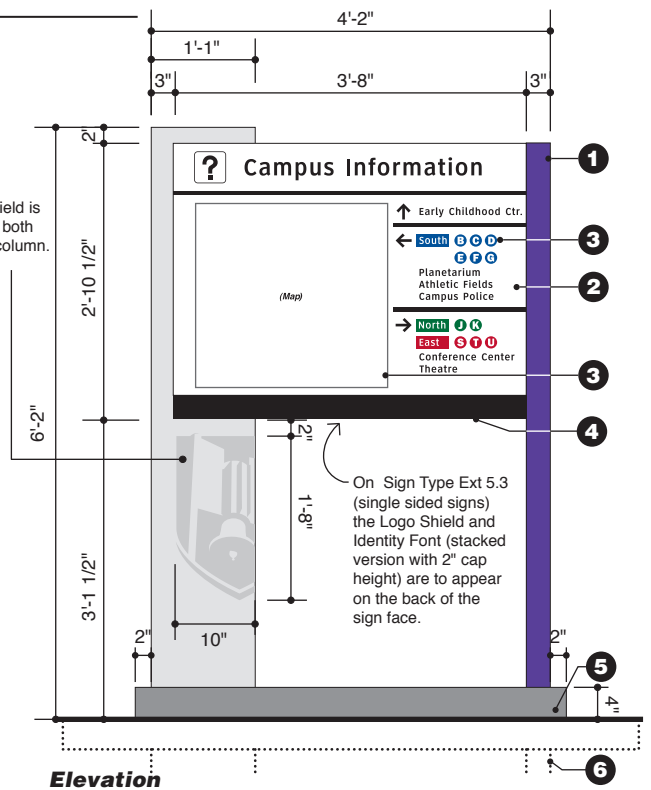 4'-2"
1'-1"
3"
3'-8"
3"
2"
2'-10 1/2"
6'-2"
3'-1 1/2"
? Campus Information
1
Early Childhood Ctr.
South B C D
E F G
3
Planetarium
Athletic Fields
Campus Police
2
(Map)
North J K
East S T U
Conference Center
Theatre
3
4
ield is
both
column.
2"
1'-8"
On Sign Type Ext 5.3
(single sided signs)
the Logo Shield and
Identity Font (stacked
version with 2" cap
height) are to appear
on the back of the
sign face.
2"
10"
2"
5
4"
6
Elevation